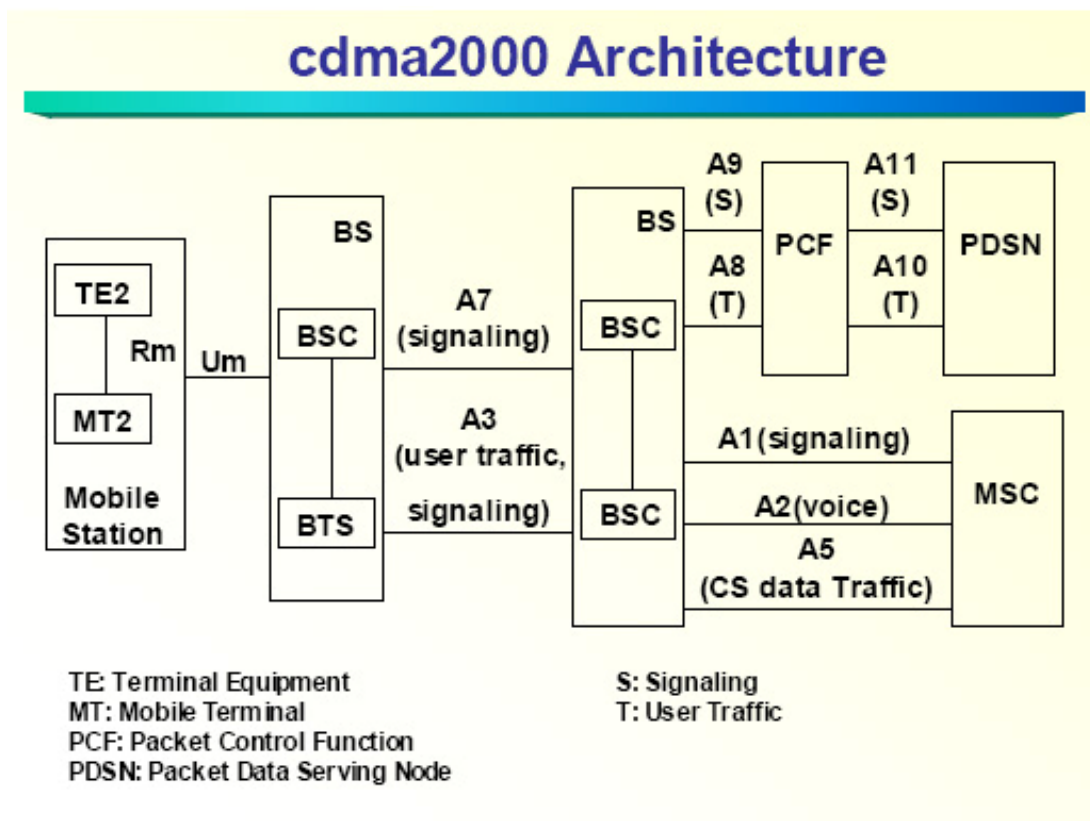 cdma2000 Architecture
TE2
Rm
MT2
Mobile
Station
Um
BS
BSC
BTS
A7
(signaling)
A3
(user traffic,
signaling)
BS
BSC
BSC
A9
(S)
A8
(T)
PCF
A11
(S)
A10
(T)
PDSN
A1(signaling)
A2(voice)
A5
(CS data Traffic)
MSC
TE: Terminal Equipment
MT: Mobile Terminal
PCF: Packet Control Function
PDSN: Packet Data Serving Node
S: Signaling
T: User Traffic